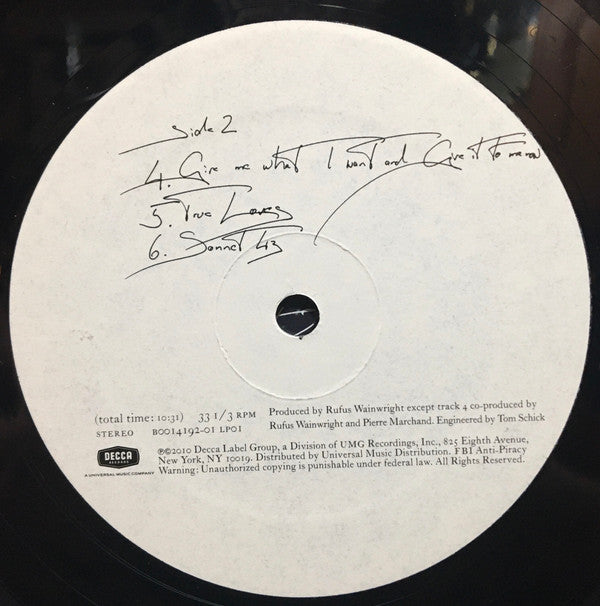 Side 2
4. Give me what I want and Give it to me now
5. True Loves
6. Sonnet 43
(total time: 10:31) 33 1/3 RPM
STEREO B0014192-01 LP01
Produced by Rufus Wainwright except track 4 co-produced by
Rufus Wainwright and Pierre Marchand. Engineered by Tom Schick
DECCA
RECORDS
A UNIVERSAL MUSIC COMPANY
℗©2010 Decca Label Group, a Division of UMG Recordings, Inc., 825 Eighth Avenue,
New York, NY 10019. Distributed by Universal Music Distribution. FBI Anti-Piracy
Warning: Unauthorized copying is punishable under federal law. All Rights Reserved.